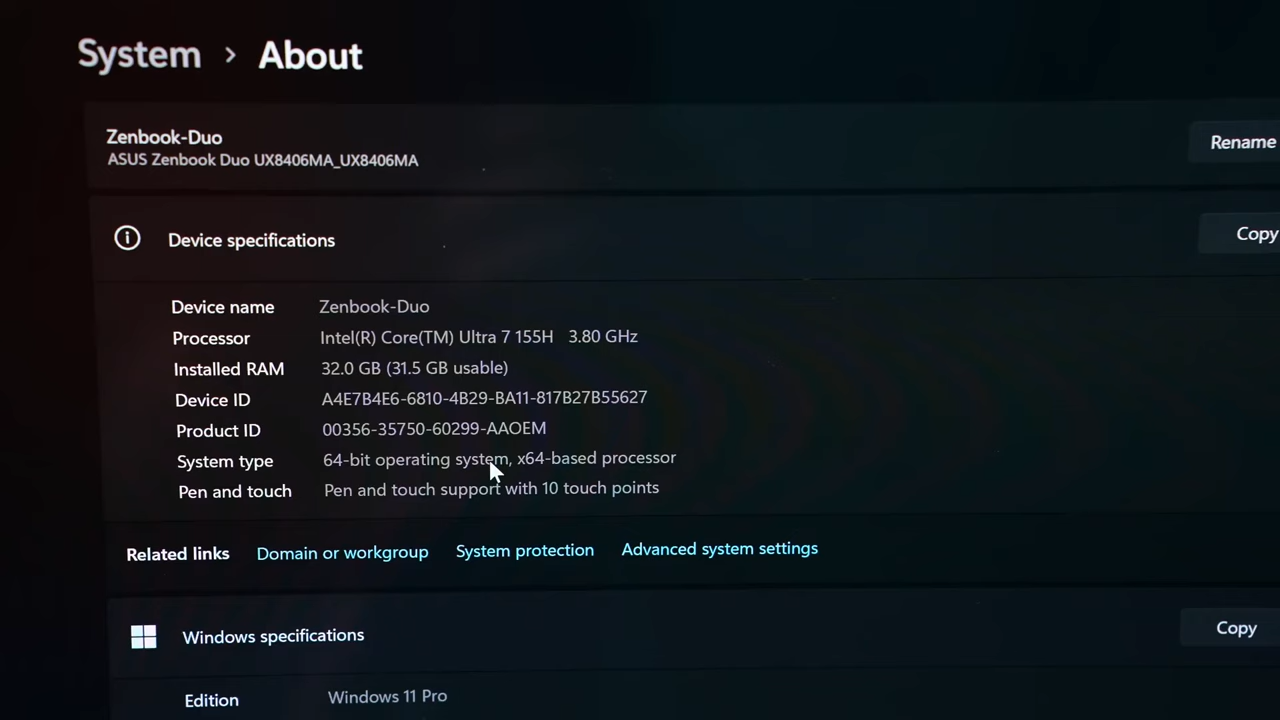 System > About
Zenbook-Duo
ASUS Zenbook Duo UX8406MA_UX8406MA
Rename
Device specifications
Copy
Device name Zenbook-Duo
Processor Intel(R) Core(TM) Ultra 7 155H 3.80 GHz
Installed RAM 32.0 GB (31.5 GB usable)
Device ID A4E7B4E6-6810-4B29-BA11-817B27B55627
Product ID 00356-35750-60299-AAOEM
System type 64-bit operating system, x64-based processor
Pen and touch Pen and touch support with 10 touch points
Related links Domain or workgroup System protection Advanced system settings
Windows specifications
Copy
Edition Windows 11 Pro